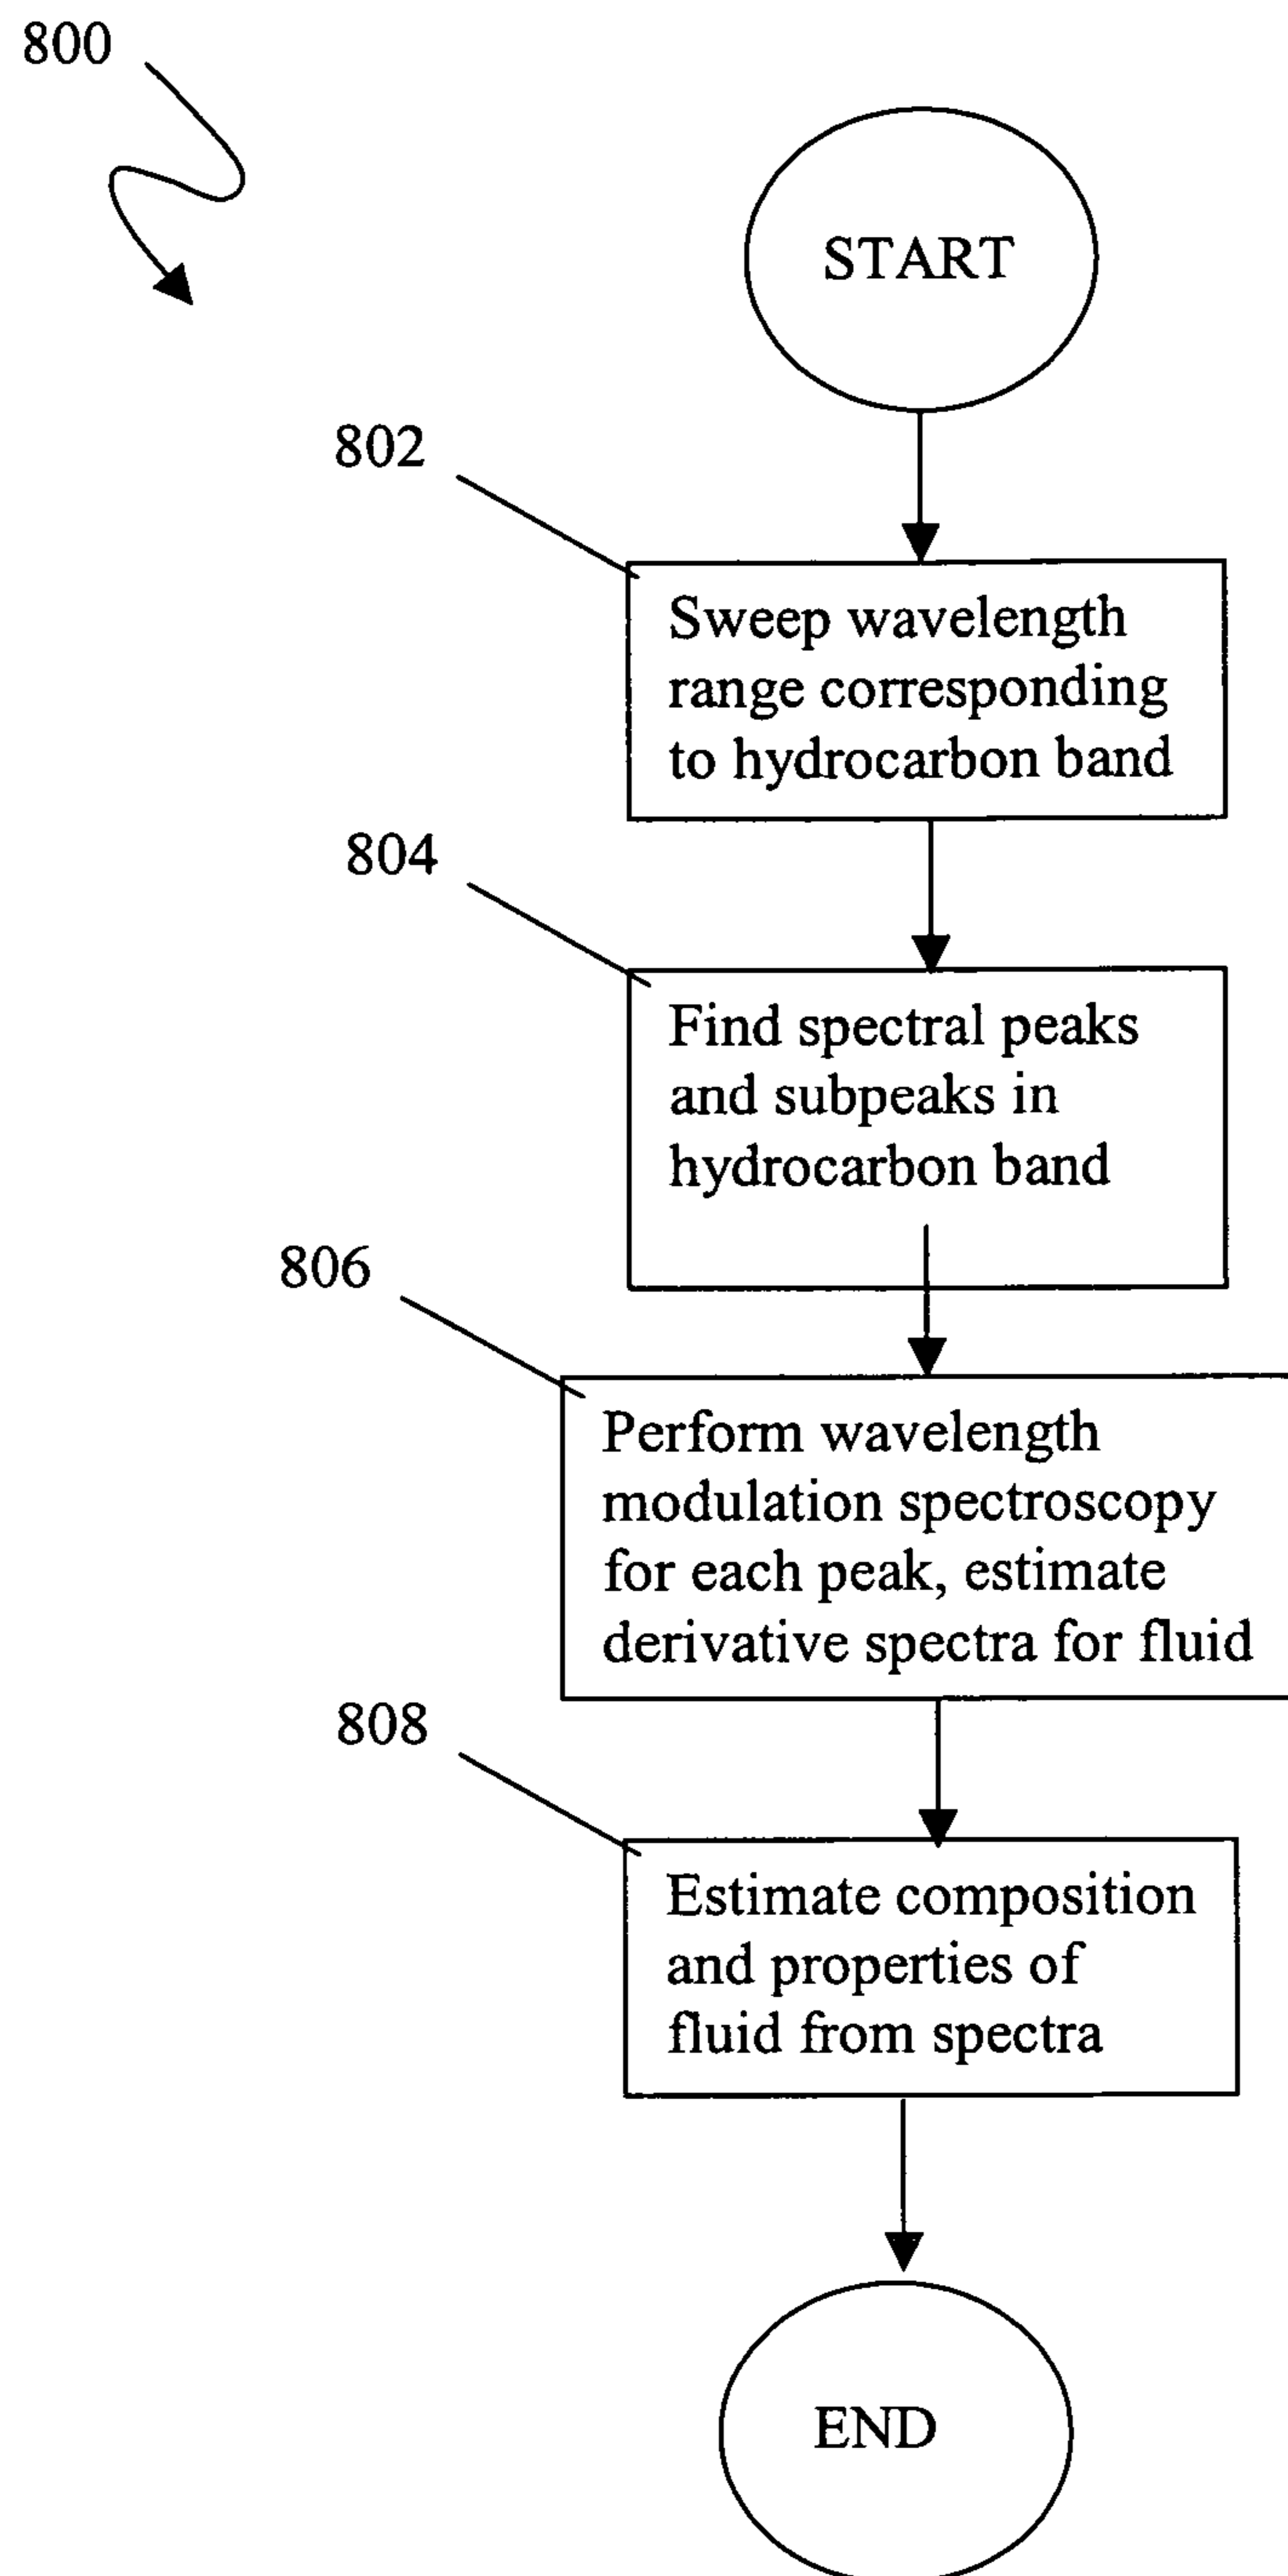 800
START
802
Sweep wavelength
range corresponding
to hydrocarbon band
804
Find spectral peaks
and subpeaks in
hydrocarbon band
806
Perform wavelength
modulation spectroscopy
for each peak, estimate
derivative spectra for fluid
808
Estimate composition
and properties of
fluid from spectra
END